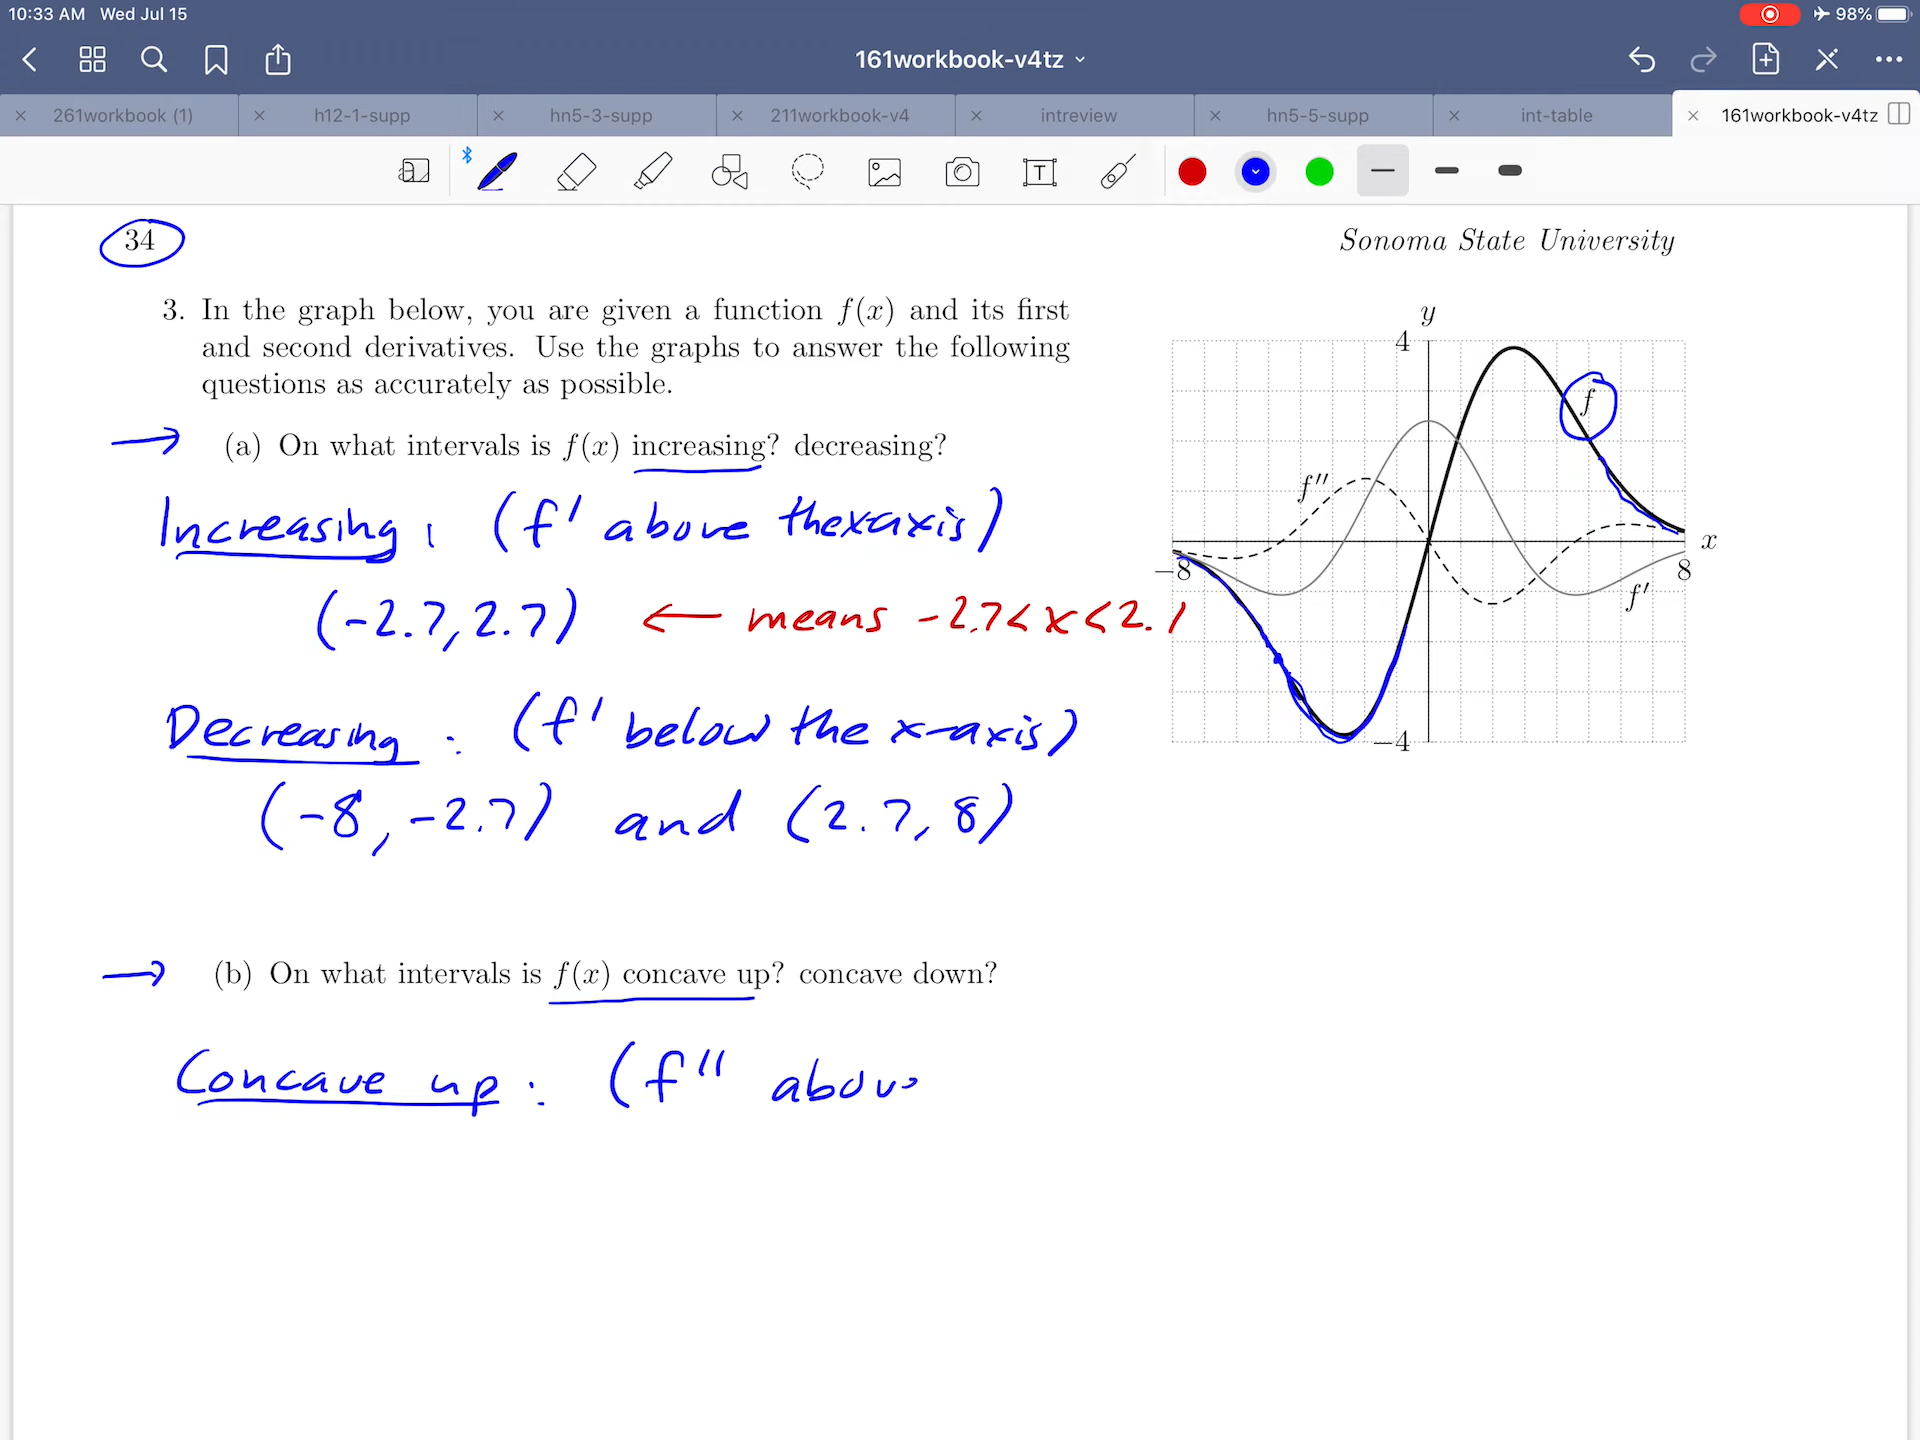 10:33 AM Wed Jul 15
98%
161workbook-v4tz
261workbook (1)
h12-1-supp
hn5-3-supp
211workbook-v4
intreview
hn5-5-supp
int-table
161workbook-v4tz
34
Sonoma State University
3. In the graph below, you are given a function f(x) and its first
and second derivatives. Use the graphs to answer the following
questions as accurately as possible.
(a) On what intervals is f(x) increasing? decreasing?
Increasing: (f' above the x-axis)
(-2.7, 2.7) ← means -2.7 < x < 2.7
Decreasing: (f' below the x-axis)
(-8, -2.7) and (2.7, 8)
y
4
f
f''
x
−8
8
f'
−4
(b) On what intervals is f(x) concave up? concave down?
Concave up: (f'' above